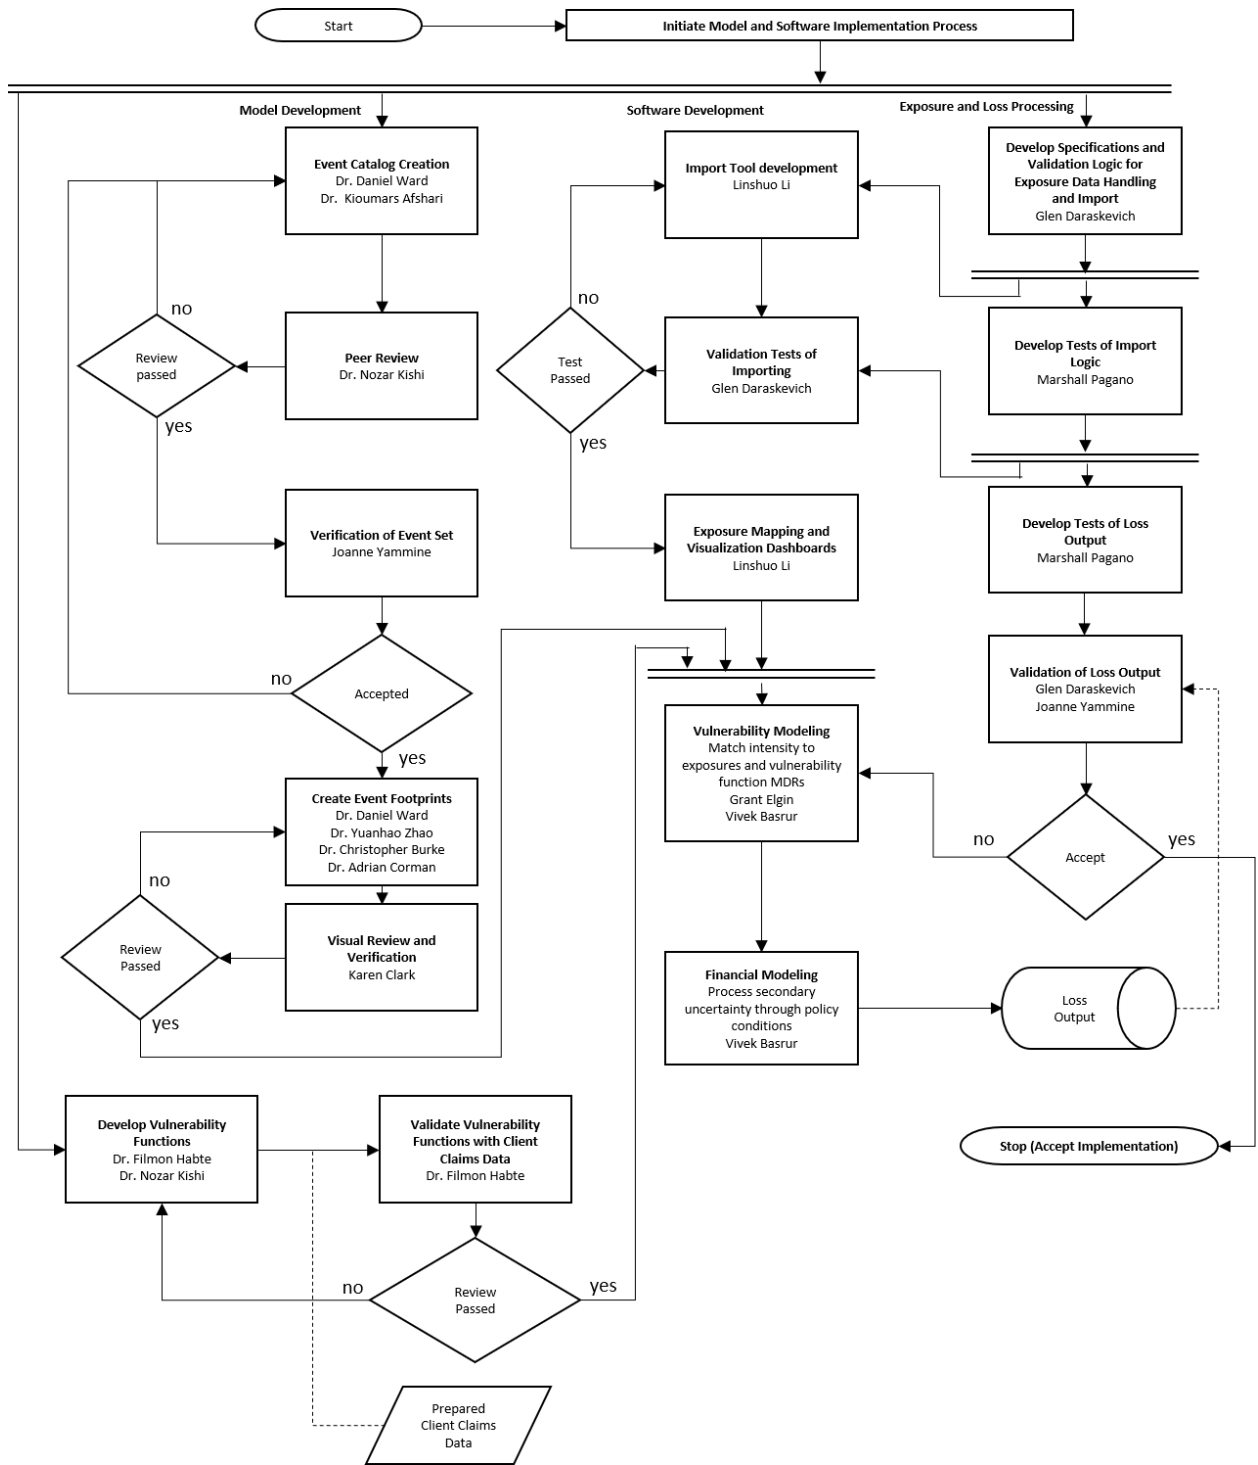 Start
Initiate Model and Software Implementation Process
Model Development
Software Development
Exposure and Loss Processing
Event Catalog Creation
Dr. Daniel Ward
Dr. Kioumars Afshari
Peer Review
Dr. Nozar Kishi
no
Review
passed
yes
Verification of Event Set
Joanne Yammine
no
Accepted
yes
Create Event Footprints
Dr. Daniel Ward
Dr. Yuanhao Zhao
Dr. Christopher Burke
Dr. Adrian Corman
no
Review
Passed
yes
Visual Review and
Verification
Karen Clark
Develop Vulnerability
Functions
Dr. Filmon Habte
Dr. Nozar Kishi
Validate Vulnerability
Functions with Client
Claims Data
Dr. Filmon Habte
no
Review
Passed
yes
Prepared
Client Claims
Data
Import Tool development
Linshuo Li
no
Test
Passed
yes
Validation Tests of
Importing
Glen Daraskevich
Exposure Mapping and
Visualization Dashboards
Linshuo Li
Vulnerability Modeling
Match intensity to
exposures and vulnerability
function MDRs
Grant Elgin
Vivek Basrur
Financial Modeling
Process secondary
uncertainty through policy
conditions
Vivek Basrur
Develop Specifications and
Validation Logic for
Exposure Data Handling
and Import
Glen Daraskevich
Develop Tests of Import
Logic
Marshall Pagano
Develop Tests of Loss
Output
Marshall Pagano
Validation of Loss Output
Glen Daraskevich
Joanne Yammine
no
Accept
yes
Loss
Output
Stop (Accept Implementation)